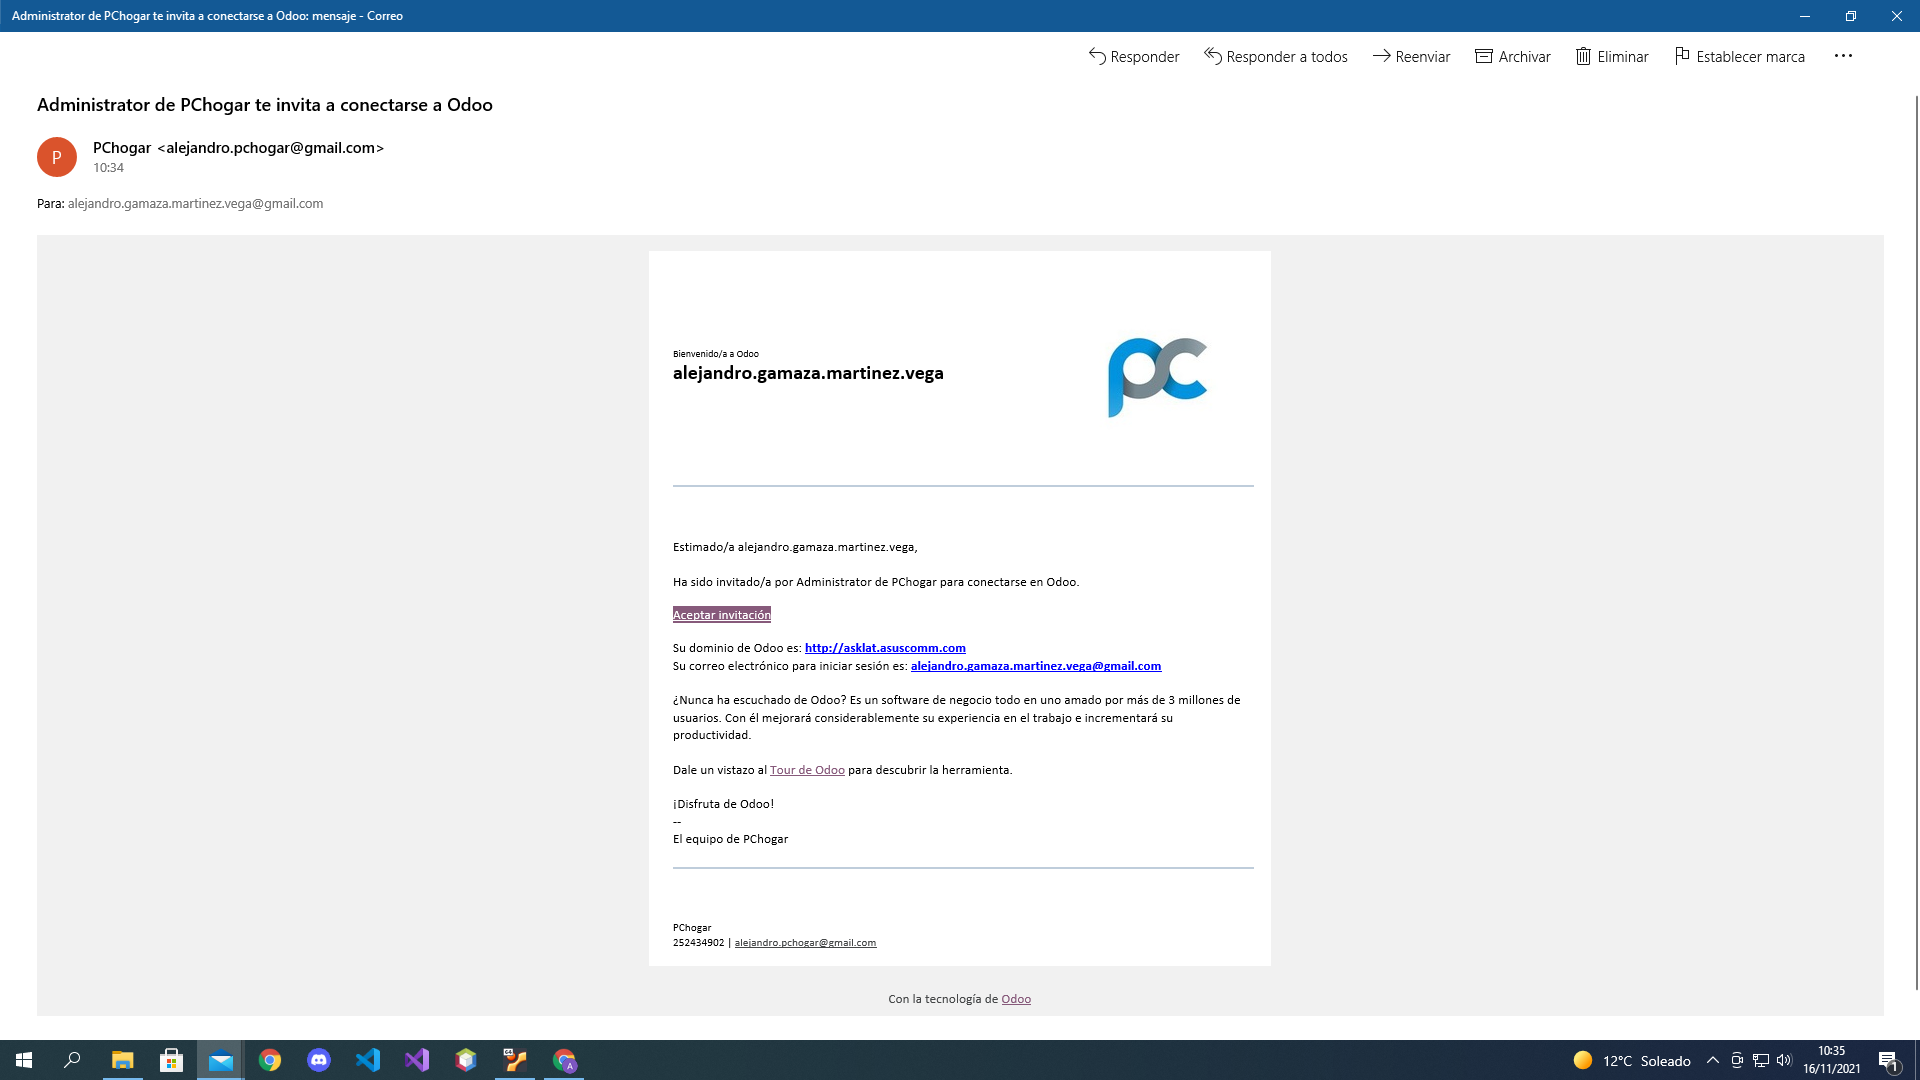 Administrator de PChogar te invita a conectarse a Odoo: mensaje - Correo
Responder Responder a todos Reenviar Archivar Eliminar Establecer marca
Administrator de PChogar te invita a conectarse a Odoo
P
PChogar <alejandro.pchogar@gmail.com>
10:34
Para: alejandro.gamaza.martinez.vega@gmail.com
Bienvenido/a a Odoo
alejandro.gamaza.martinez.vega
pc
Estimado/a alejandro.gamaza.martinez.vega,
Ha sido invitado/a por Administrator de PChogar para conectarse en Odoo.
Aceptar invitación
Su dominio de Odoo es: http://asklat.asuscomm.com
Su correo electrónico para iniciar sesión es: alejandro.gamaza.martinez.vega@gmail.com
¿Nunca ha escuchado de Odoo? Es un software de negocio todo en uno amado por más de 3 millones de
usuarios. Con él mejorará considerablemente su experiencia en el trabajo e incrementará su
productividad.
Dale un vistazo al Tour de Odoo para descubrir la herramienta.
¡Disfruta de Odoo!
--
El equipo de PChogar
PChogar
252434902 | alejandro.pchogar@gmail.com
Con la tecnología de Odoo
12°C Soleado
10:35
16/11/2021
1
A